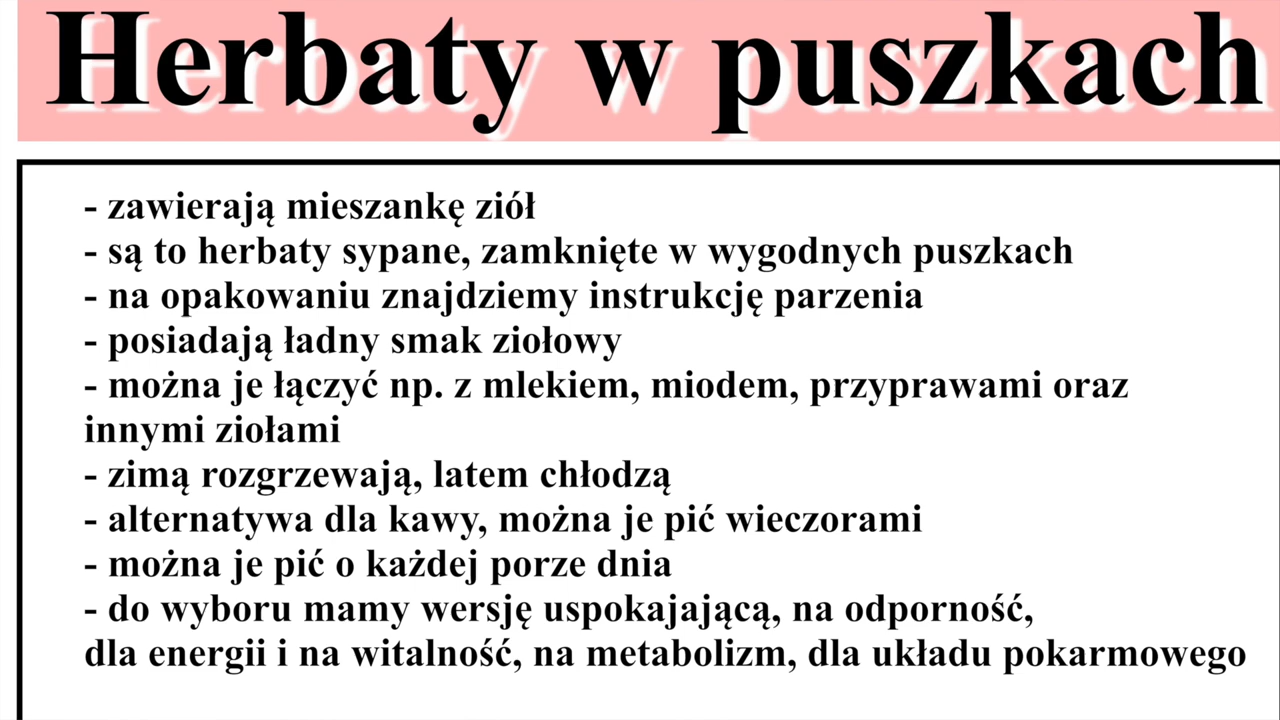 Herbaty w puszkach
- zawierają mieszankę ziół
- są to herbaty sypane, zamknięte w wygodnych puszkach
- na opakowaniu znajdziemy instrukcję parzenia
- posiadają ładny smak ziołowy
- można je łączyć np. z mlekiem, miodem, przyprawami oraz
innymi ziołami
- zimą rozgrzewają, latem chłodzą
- alternatywa dla kawy, można je pić wieczorami
- można je pić o każdej porze dnia
- do wyboru mamy wersję uspokajającą, na odporność,
dla energii i na witalność, na metabolizm, dla układu pokarmowego